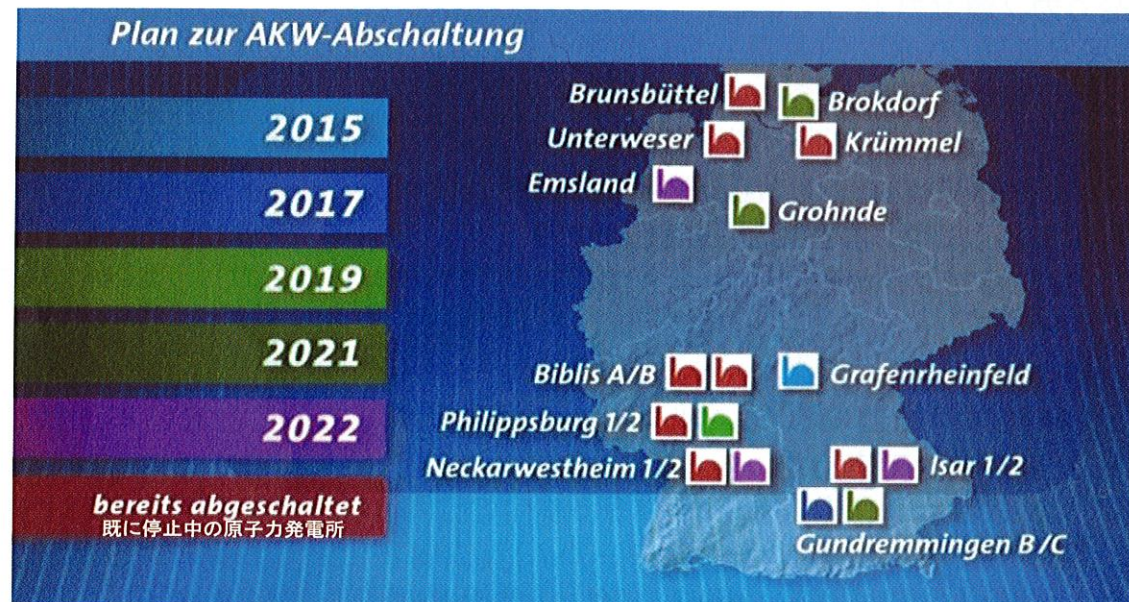 Plan zur AKW-Abschaltung
2015
2017
2019
2021
2022
bereits abgeschaltet
既に停止中の原子力発電所
Brunsbüttel
Brokdorf
Unterweser
Krümmel
Emsland
Grohnde
Biblis A/B
Grafenrheinfeld
Philippsburg 1/2
Neckarwestheim 1/2
Isar 1/2
Gundremmingen B/C